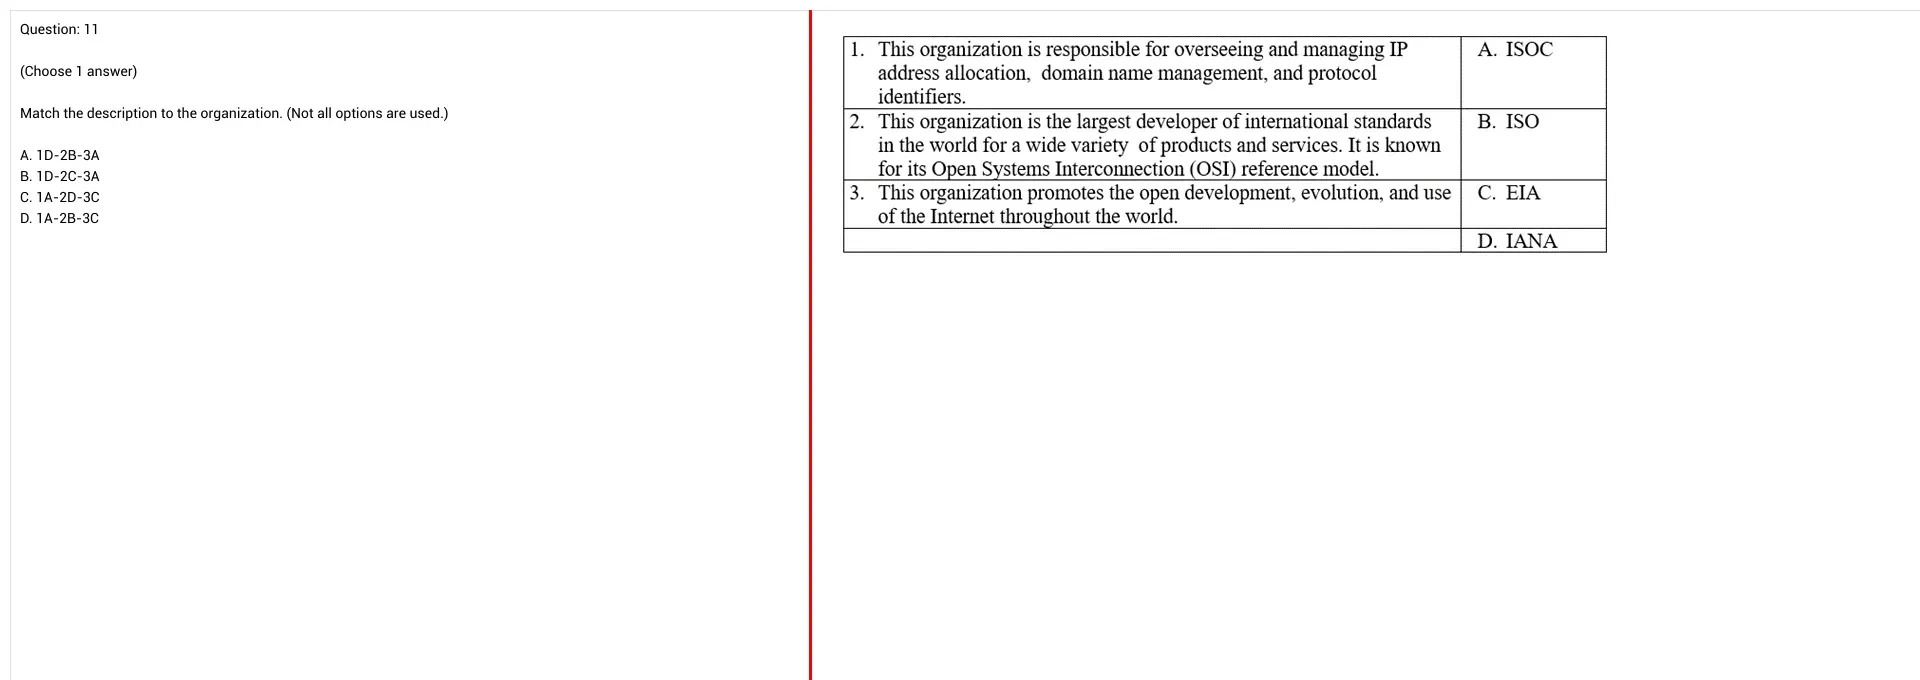 Question: 11
(Choose 1 answer)
Match the description to the organization. (Not all options are used.)
A. 1D-2B-3A
B. 1D-2C-3A
C. 1A-2D-3C
D. 1A-2B-3C
1. This organization is responsible for overseeing and managing IP
address allocation, domain name management, and protocol
identifiers.
A. ISOC
2. This organization is the largest developer of international standards
in the world for a wide variety of products and services. It is known
for its Open Systems Interconnection (OSI) reference model.
B. ISO
3. This organization promotes the open development, evolution, and use
of the Internet throughout the world.
C. EIA
D. IANA